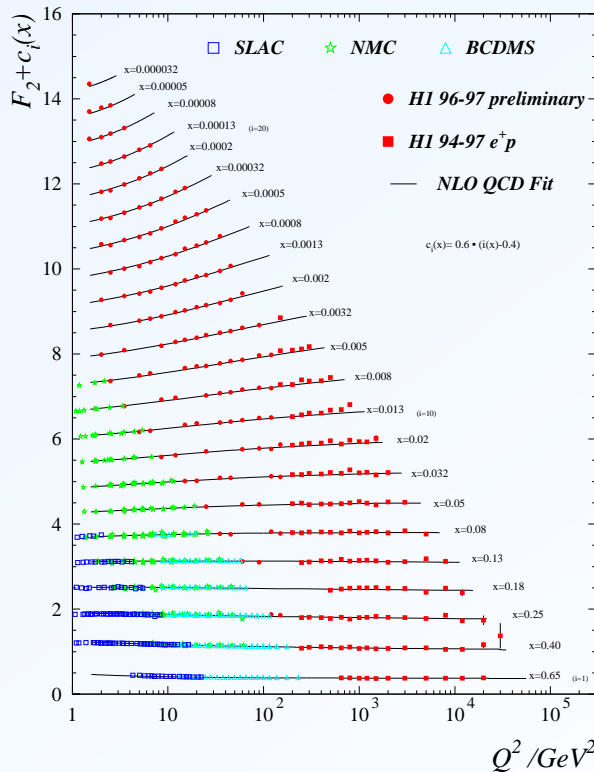 F₂+cᵢ(x)
16
14
12
10
8
6
4
2
0
SLAC NMC BCDMS
H1 96-97 preliminary
H1 94-97 e⁺p
NLO QCD Fit
cᵢ(x)= 0.6 • (i(x)-0.4)
x=0.000032
x=0.00005
x=0.00008
x=0.00013 (i=20)
x=0.0002
x=0.00032
x=0.0005
x=0.0008
x=0.0013
x=0.002
x=0.0032
x=0.005
x=0.008
x=0.013 (i=10)
x=0.02
x=0.032
x=0.05
x=0.08
x=0.13
x=0.18
x=0.25
x=0.40
x=0.65 (i=1)
1 10 10² 10³ 10⁴ 10⁵
Q² /GeV²